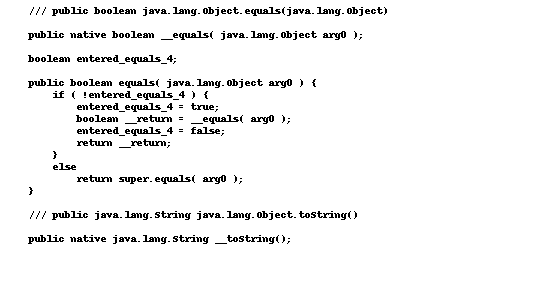 /// public boolean java.lang.Object.equals(java.lang.Object)
public native boolean __equals( java.lang.Object arg0 );
boolean entered_equals_4;
public boolean equals( java.lang.Object arg0 ) {
if ( !entered_equals_4 ) {
entered_equals_4 = true;
boolean __return = __equals( arg0 );
entered_equals_4 = false;
return __return;
}
else
return super.equals( arg0 );
}
/// public java.lang.String java.lang.Object.toString()
public native java.lang.String __toString();